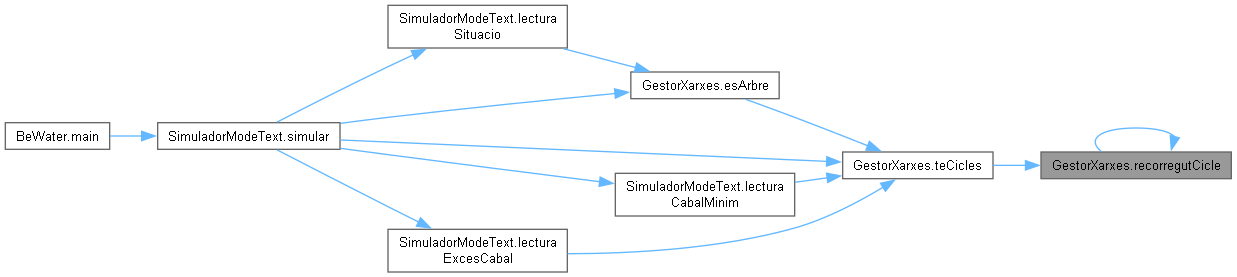 SimuladorModeText.lectura
Situacio
GestorXarxes.esArbre
BeWater.main
SimuladorModeText.simular
GestorXarxes.teCicles
GestorXarxes.recorregutCicle
SimuladorModeText.lectura
CabalMinim
SimuladorModeText.lectura
ExcesCabal